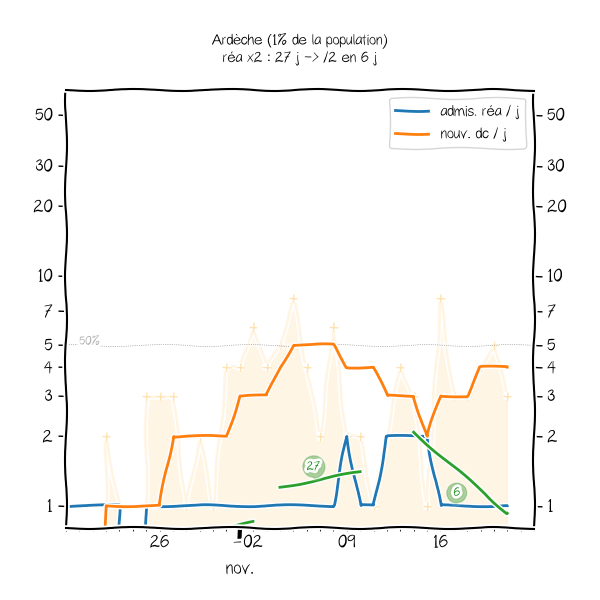 Ardèche (1% de la population)
réa x2 : 27 j -> /2 en 6 j
admis. réa / j
nouv. dc / j
50 50
30 30
20 20
10 10
7 7
5 50% 5
4 4
3 3
2 2
27
6
1 1
26 02 09 16
nov.